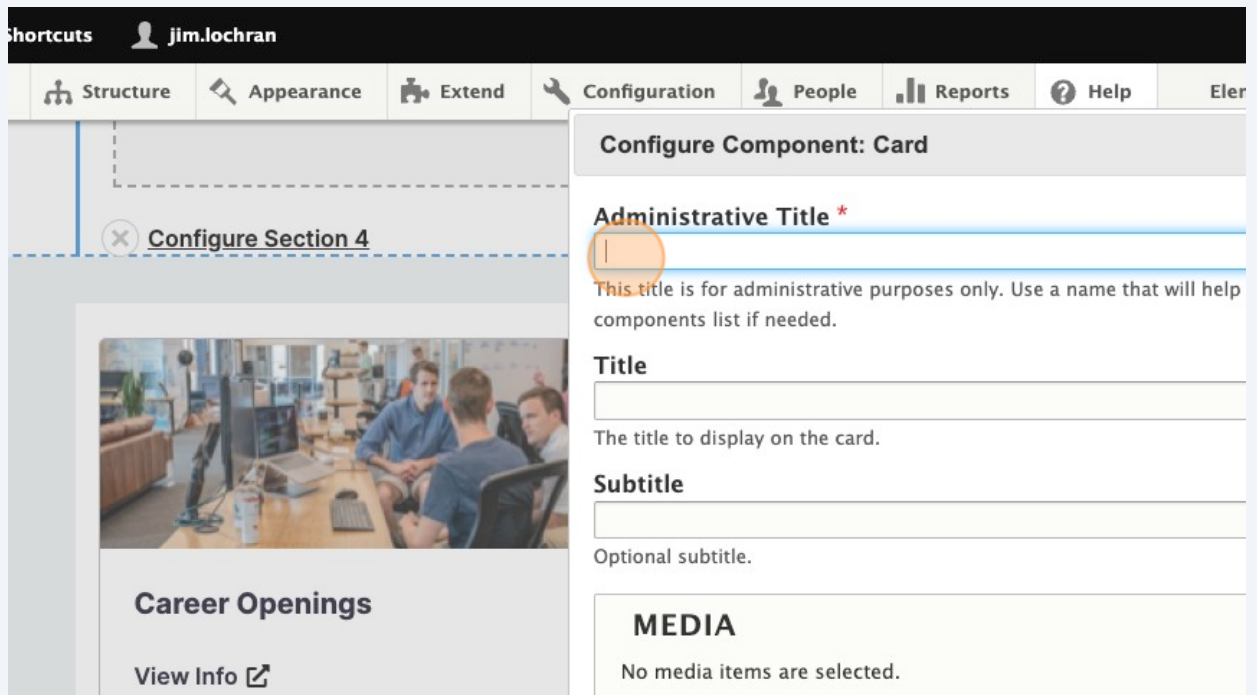 jim.lochran
Structure Appearance Extend Configuration People Reports Help
Configure Component: Card
Configure Section 4
Administrative Title *
This title is for administrative purposes only. Use a name that will help
components list if needed.
Title
The title to display on the card.
Subtitle
Optional subtitle.
Career Openings
View Info
MEDIA
No media items are selected.